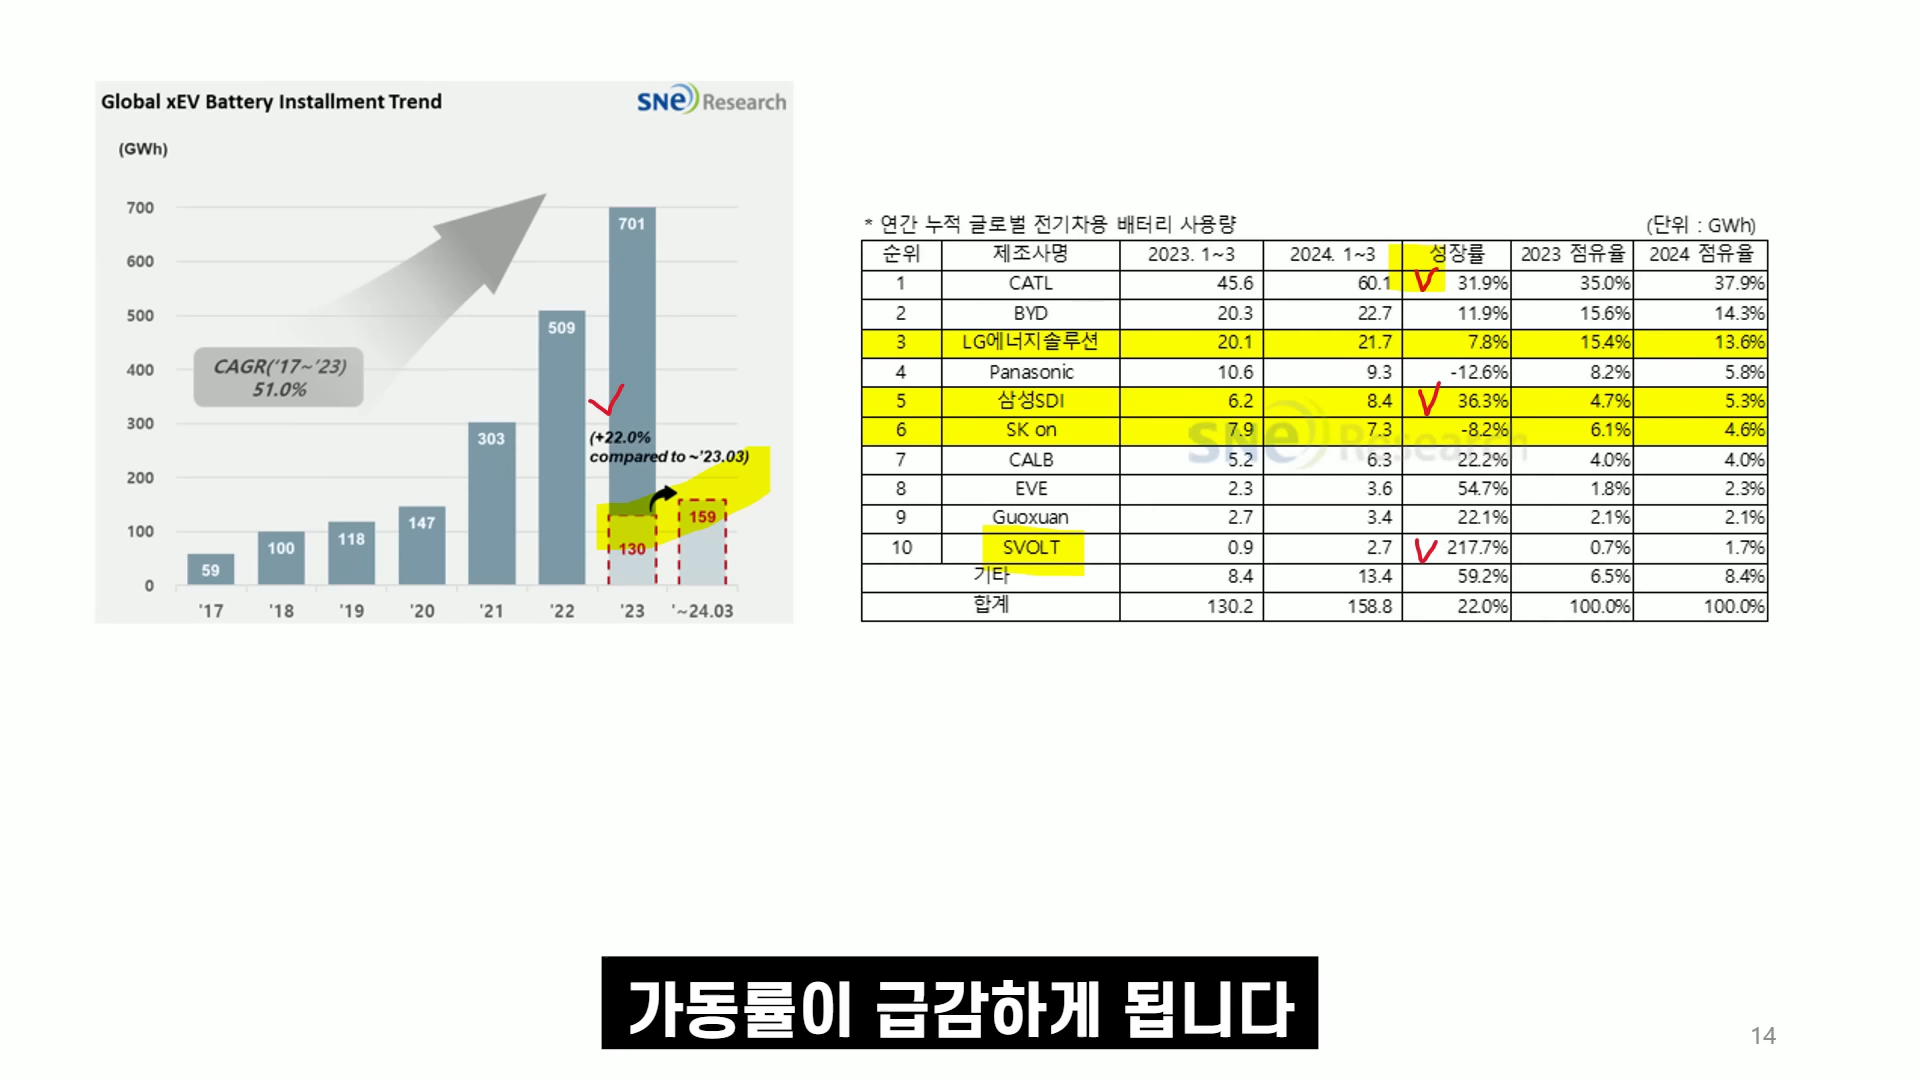 Global xEV Battery Installment Trend
SNe Research
(GWh)
700
600
500
400
300
200
100
0
CAGR('17~'23)
51.0%
59
100
118
147
303
509
701
(+22.0%
compared to ~'23.03)
130
159
'17 '18 '19 '20 '21 '22 '23 '~24.03
* 연간 누적 글로벌 전기차용 배터리 사용량 (단위 : GWh)
순위 제조사명 2023. 1~3 2024. 1~3 성장률 2023 점유율 2024 점유율
1 CATL 45.6 60.1 31.9% 35.0% 37.9%
2 BYD 20.3 22.7 11.9% 15.6% 14.3%
3 LG에너지솔루션 20.1 21.7 7.8% 15.4% 13.6%
4 Panasonic 10.6 9.3 -12.6% 8.2% 5.8%
5 삼성SDI 6.2 8.4 36.3% 4.7% 5.3%
6 SK on 7.9 7.3 -8.2% 6.1% 4.6%
7 CALB 5.2 6.3 22.2% 4.0% 4.0%
8 EVE 2.3 3.6 54.7% 1.8% 2.3%
9 Guoxuan 2.7 3.4 22.1% 2.1% 2.1%
10 SVOLT 0.9 2.7 217.7% 0.7% 1.7%
기타 8.4 13.4 59.2% 6.5% 8.4%
합계 130.2 158.8 22.0% 100.0% 100.0%
SNe Research
가동률이 급감하게 됩니다
14